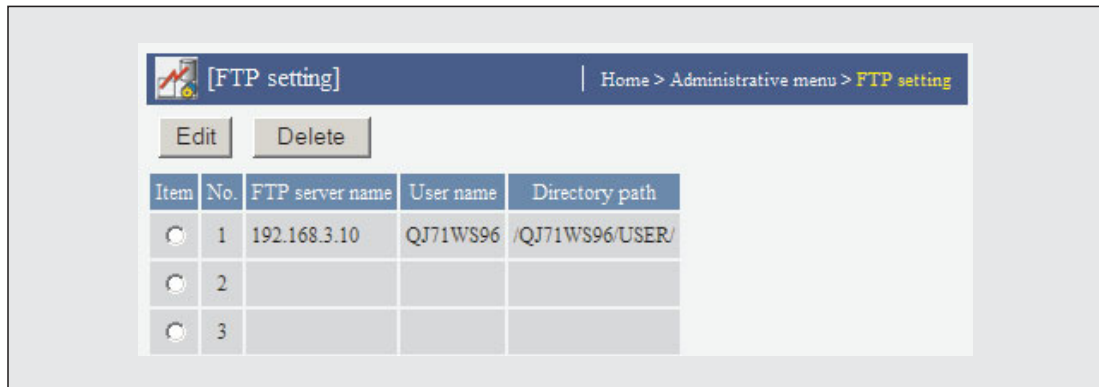 [FTP setting] Home > Administrative menu > FTP setting
Edit Delete
Item No. FTP server name User name Directory path
1 192.168.3.10 QJ71WS96 /QJ71WS96/USER/
2
3